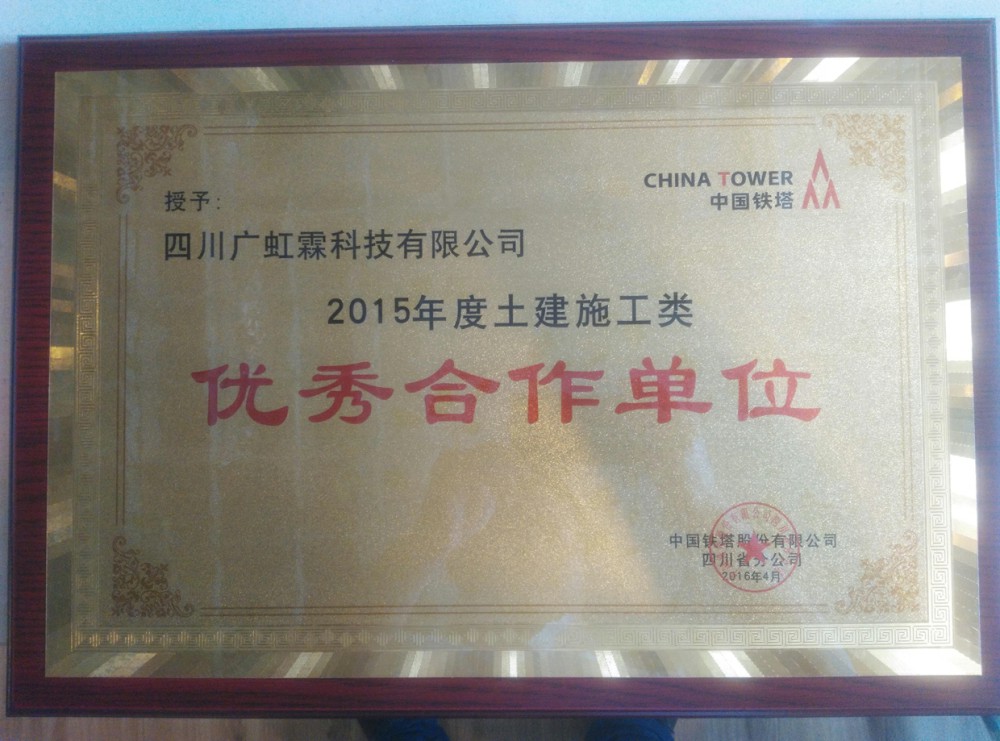 CHINA TOWER
中国铁塔
授予:
四川广虹霖科技有限公司
2015年度土建施工类
优秀合作单位
中国铁塔股份有限公司
四川省分公司
2016年4月